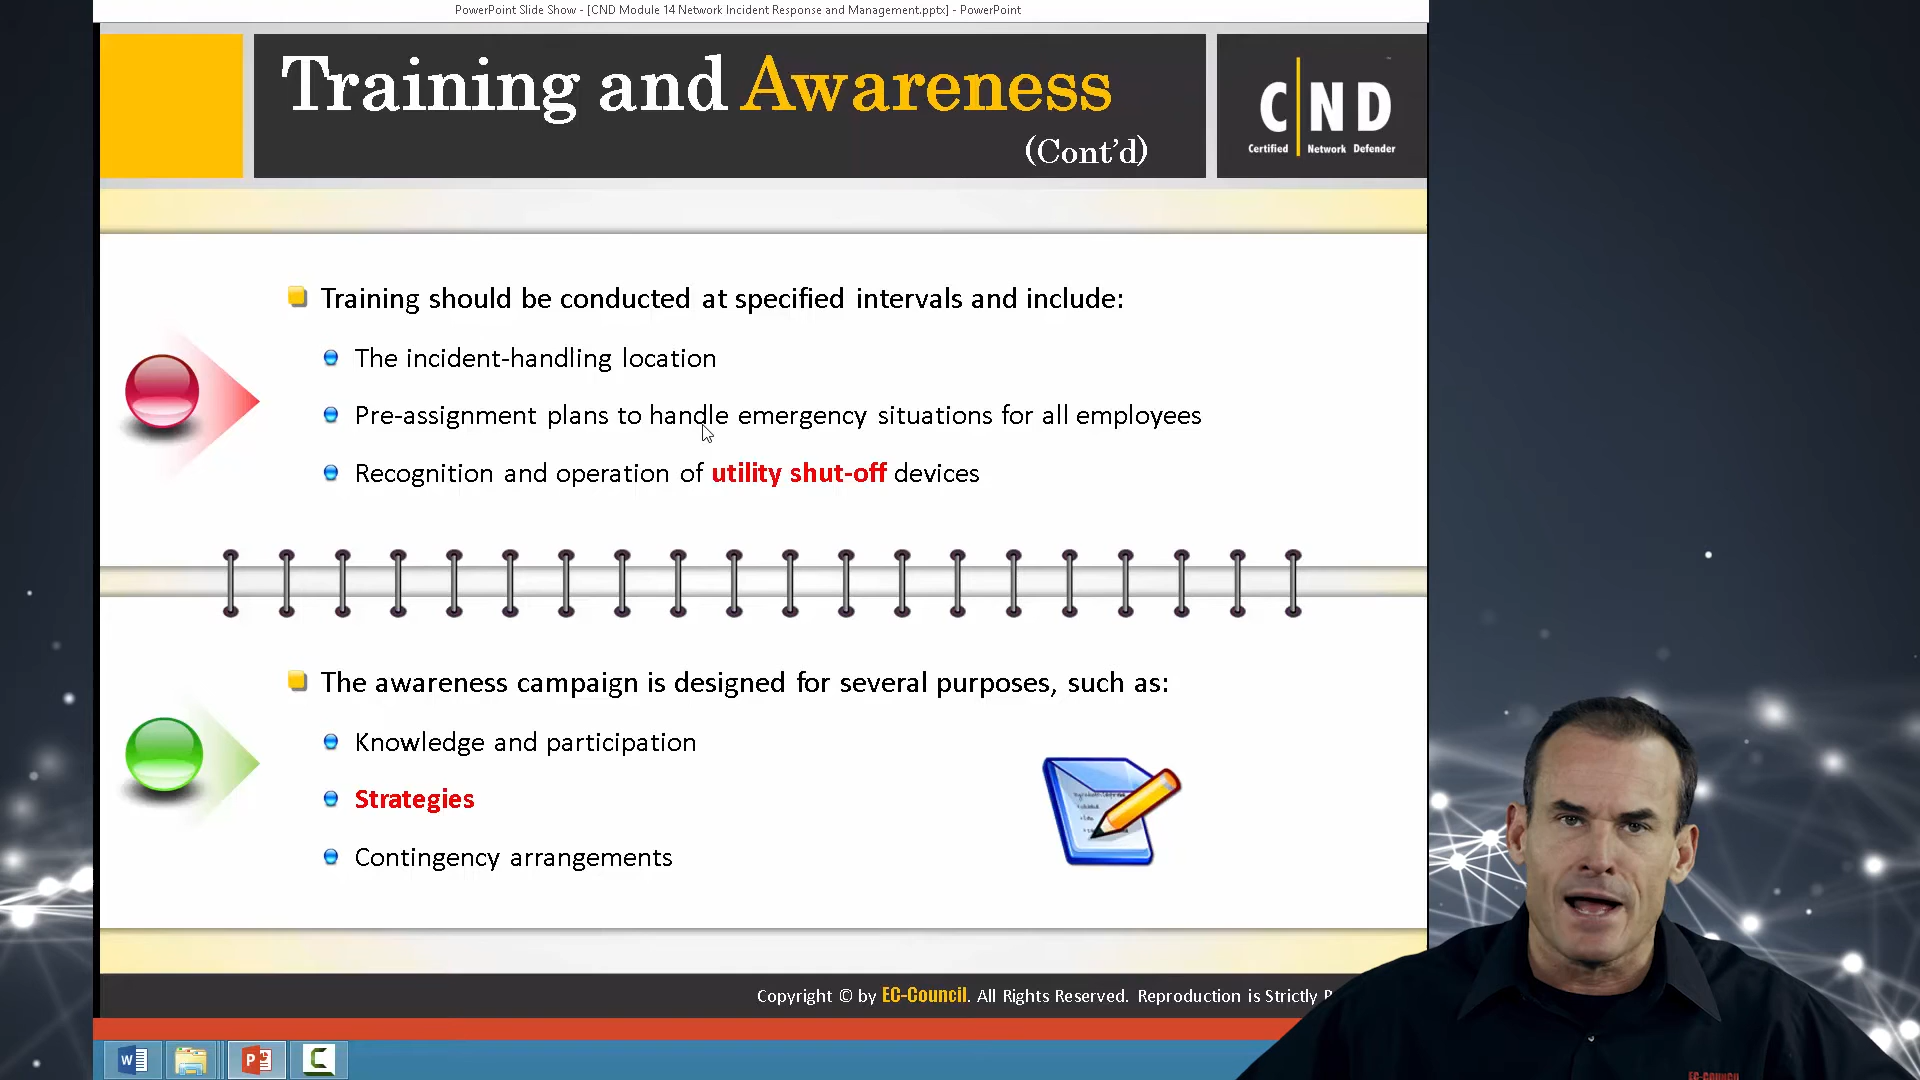 PowerPoint Slide Show - [CND Module 14 Network Incident Response and Management.pptx] - PowerPoint
Training and Awareness
(Cont'd)
C|ND
Certified Network Defender
Training should be conducted at specified intervals and include:
The incident-handling location
Pre-assignment plans to handle emergency situations for all employees
Recognition and operation of utility shut-off devices
The awareness campaign is designed for several purposes, such as:
Knowledge and participation
Strategies
Contingency arrangements
Copyright © by EC-Council. All Rights Reserved. Reproduction is Strictly P
EC-COUNCIL